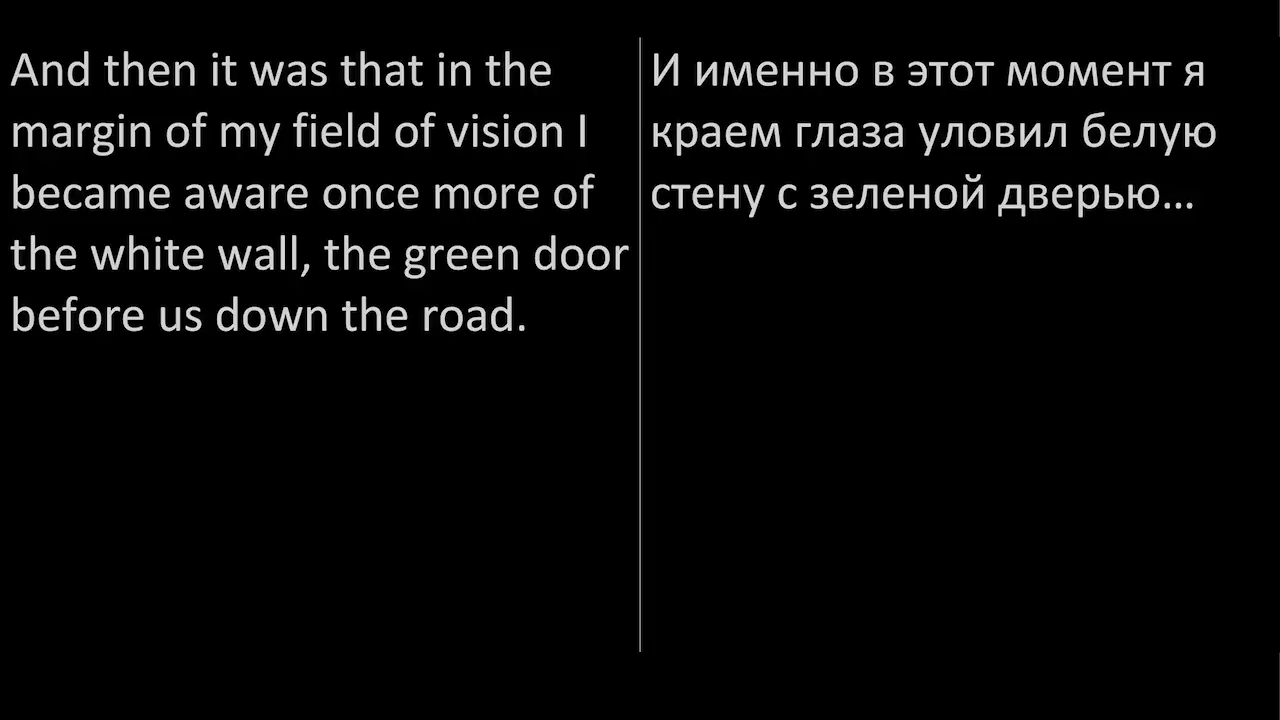 And then it was that in the
margin of my field of vision I
became aware once more of
the white wall, the green door
before us down the road.
И именно в этот момент я
краем глаза уловил белую
стену с зеленой дверью…